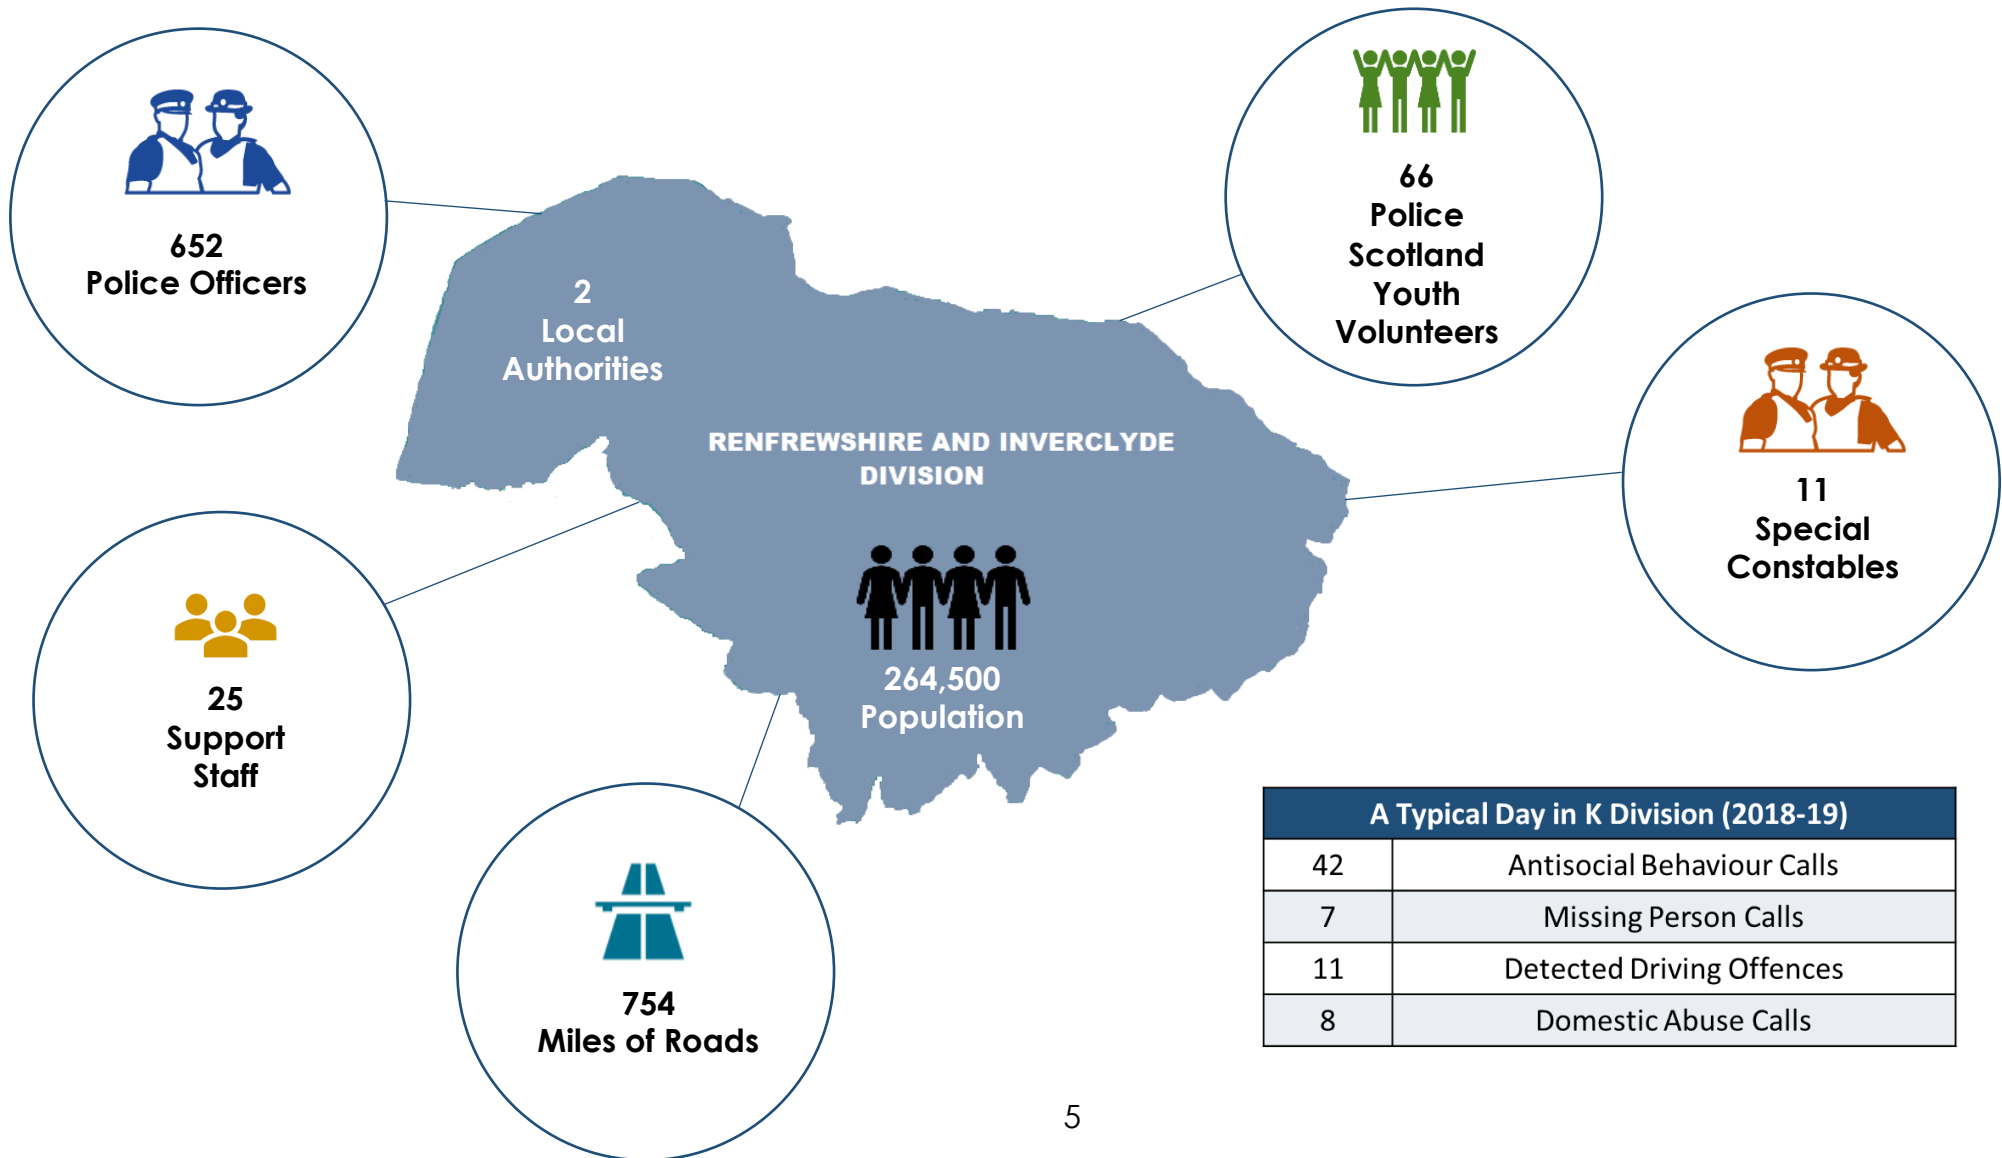 652
Police Officers
66
Police
Scotland
Youth
Volunteers
2
Local
Authorities
RENFREWSHIRE AND INVERCLYDE
DIVISION
11
Special
Constables
25
Support
Staff
264,500
Population
754
Miles of Roads
A Typical Day in K Division (2018-19)
42 Antisocial Behaviour Calls
7 Missing Person Calls
11 Detected Driving Offences
8 Domestic Abuse Calls
5